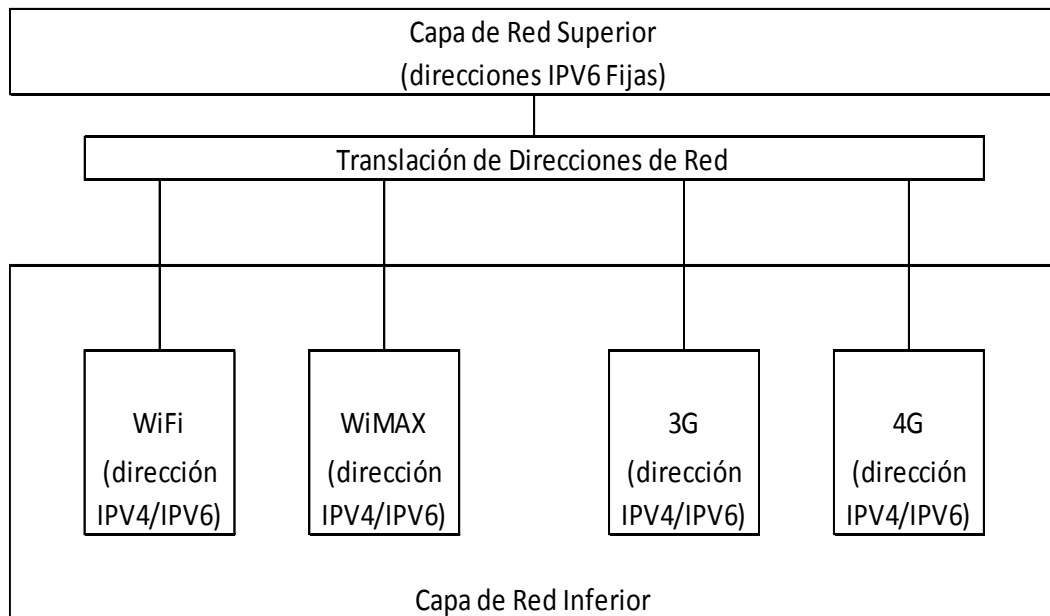 Capa de Red Superior
(direcciones IPV6 Fijas)
Translación de Direcciones de Red
WiFi
(dirección
IPV4/IPV6)
WiMAX
(dirección
IPV4/IPV6)
3G
(dirección
IPV4/IPV6)
4G
(dirección
IPV4/IPV6)
Capa de Red Inferior